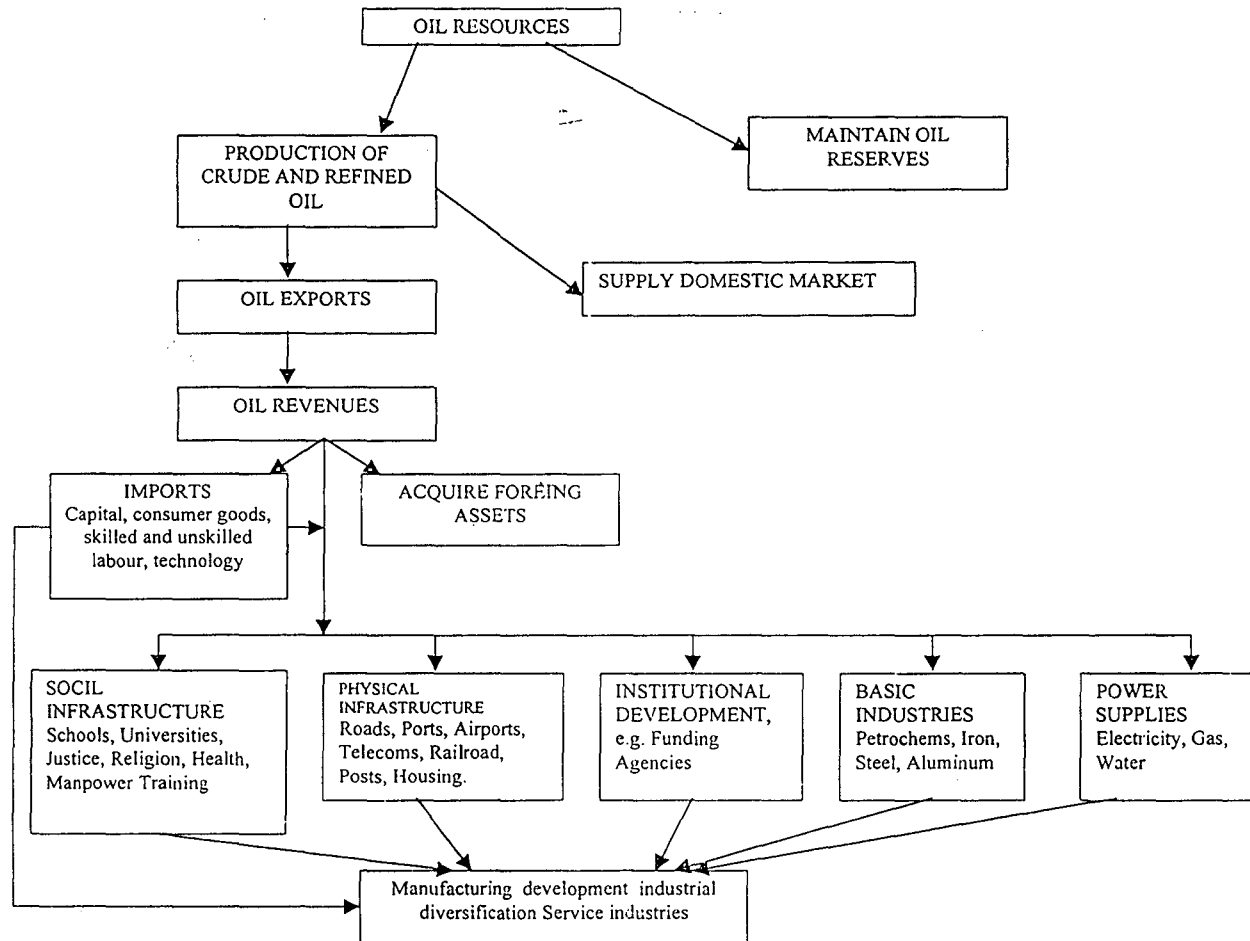 OIL RESOURCES
MAINTAIN OIL
RESERVES
PRODUCTION OF
CRUDE AND REFINED
OIL
SUPPLY DOMESTIC MARKET
OIL EXPORTS
OIL REVENUES
IMPORTS
Capital, consumer goods,
skilled and unskilled
labour, technology
ACQUIRE FOREING
ASSETS
SOCIL
INFRASTRUCTURE
Schools, Universities,
Justice, Religion, Health,
Manpower Training
PHYSICAL
INFRASTRUCTURE
Roads, Ports, Airports,
Telecoms, Railroad,
Posts, Housing.
INSTITUTIONAL
DEVELOPMENT,
e.g. Funding
Agencies
BASIC
INDUSTRIES
Petrochems, Iron,
Steel, Aluminum
POWER
SUPPLIES
Electricity, Gas,
Water
Manufacturing development industrial
diversification Service industries